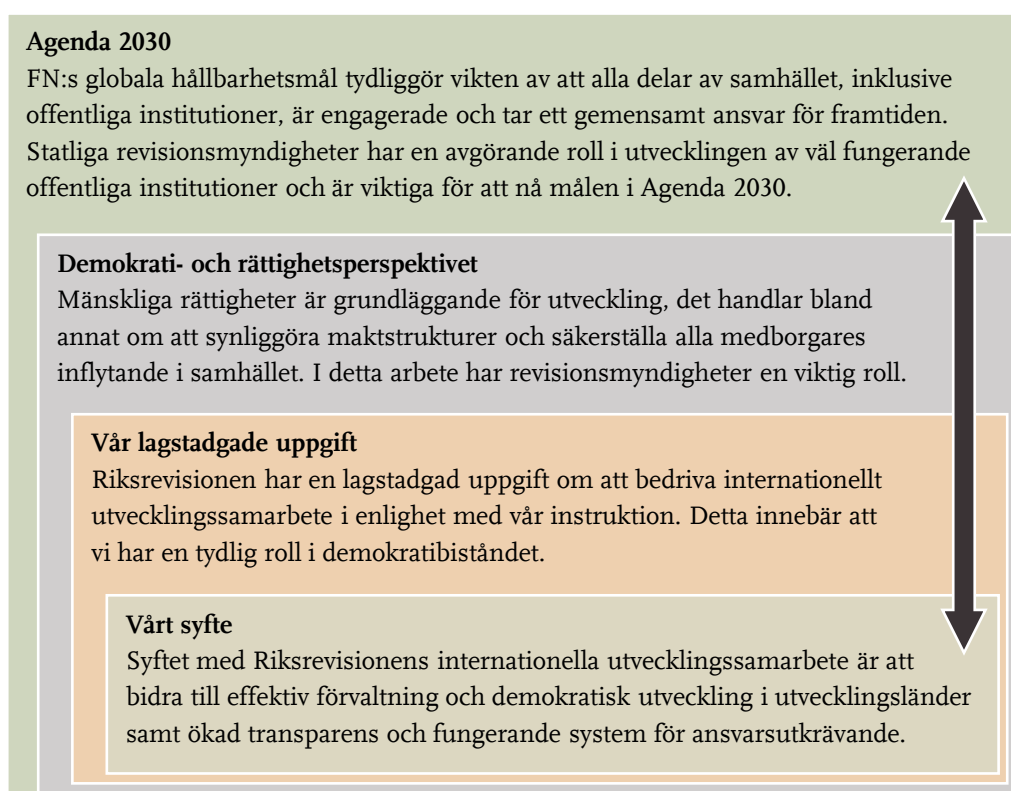 Agenda 2030
FN:s globala hållbarhetsmål tydliggör vikten av att alla delar av samhället, inklusive
offentliga institutioner, är engagerade och tar ett gemensamt ansvar för framtiden.
Statliga revisionsmyndigheter har en avgörande roll i utvecklingen av väl fungerande
offentliga institutioner och är viktiga för att nå målen i Agenda 2030.
Demokrati- och rättighetsperspektivet
Mänskliga rättigheter är grundläggande för utveckling, det handlar bland
annat om att synliggöra maktstrukturer och säkerställa alla medborgares
inflytande i samhället. I detta arbete har revisionsmyndigheter en viktig roll.
Vår lagstadgade uppgift
Riksrevisionen har en lagstadgad uppgift om att bedriva internationellt
utvecklingssamarbete i enlighet med vår instruktion. Detta innebär att
vi har en tydlig roll i demokratibiståndet.
Vårt syfte
Syftet med Riksrevisionens internationella utvecklingssamarbete är att
bidra till effektiv förvaltning och demokratisk utveckling i utvecklingsländer
samt ökad transparens och fungerande system för ansvarsutkrävande.